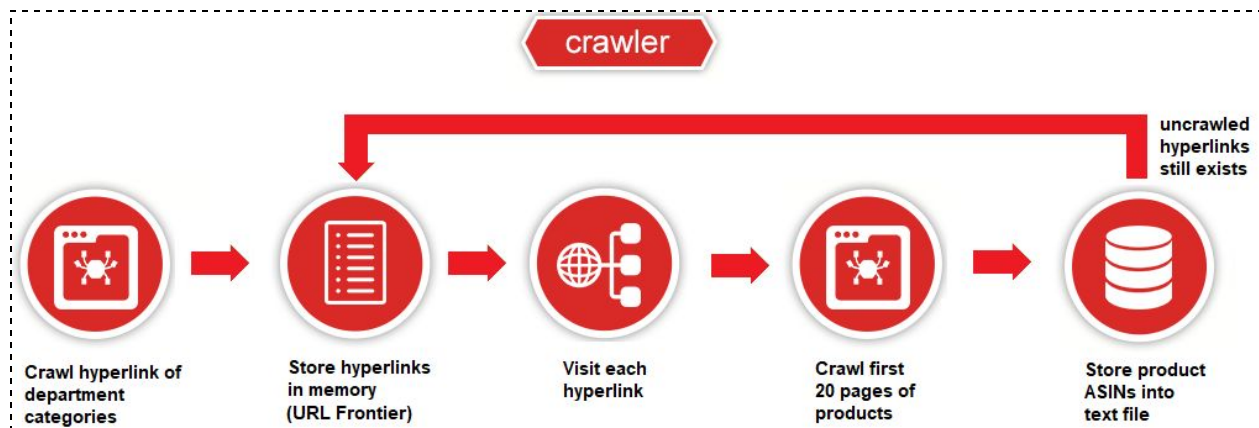 crawler
uncrawled
hyperlinks
still exists
Crawl hyperlink of
department
categories
Store hyperlinks
in memory
(URL Frontier)
Visit each
hyperlink
Crawl first
20 pages of
products
Store product
ASINs into
text file